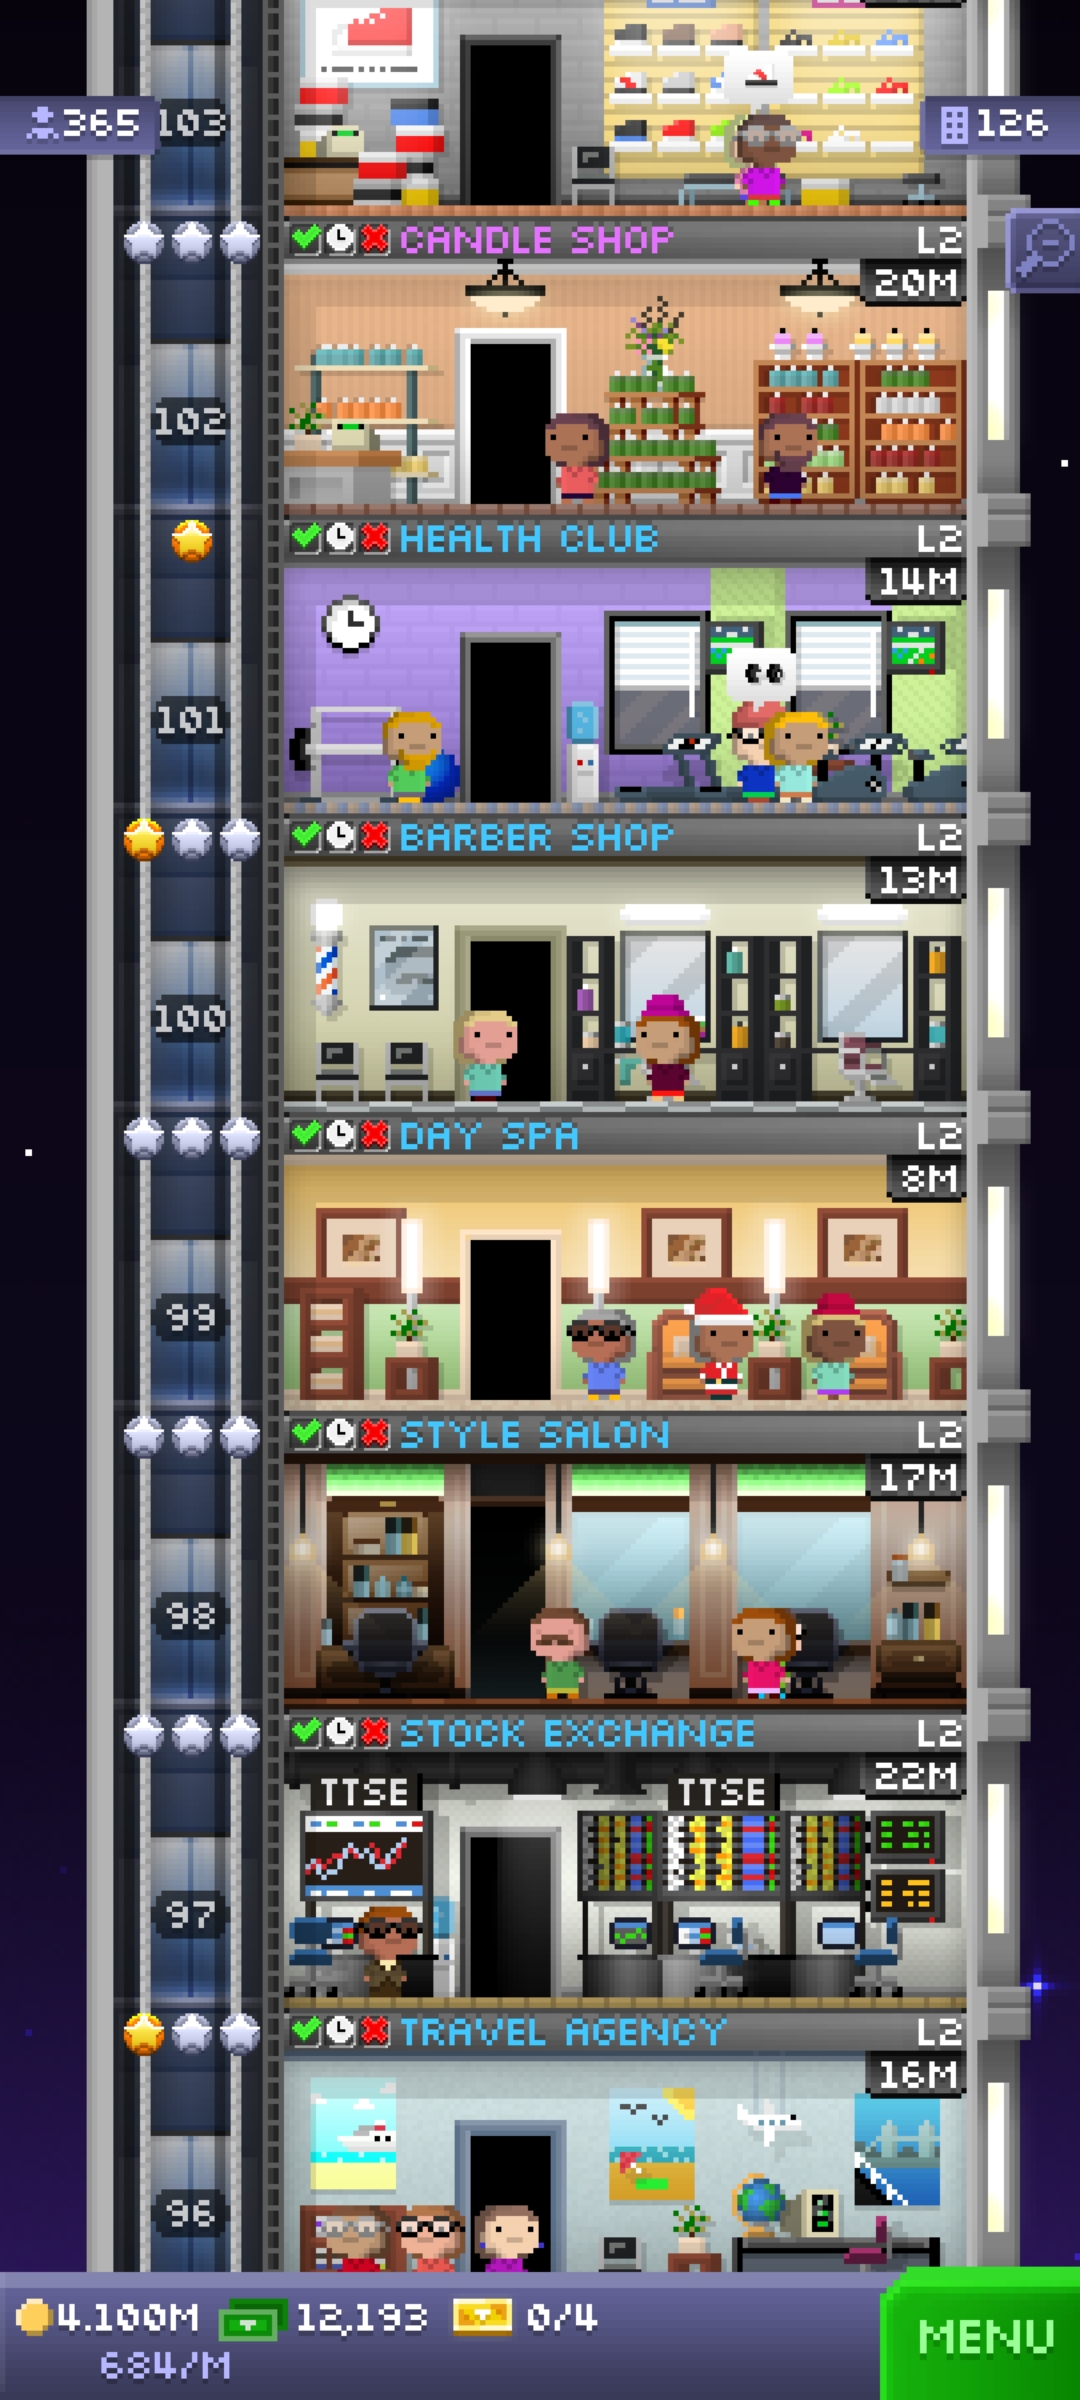 365
103
126
CANDLE SHOP L2
20M
102
HEALTH CLUB L2
14M
101
BARBER SHOP L2
13M
100
DAY SPA L2
8M
99
STYLE SALON L2
17M
98
STOCK EXCHANGE L2
22M
TTSE TTSE
97
TRAVEL AGENCY L2
16M
96
4.100M 12,193 0/4
684/M
MENU